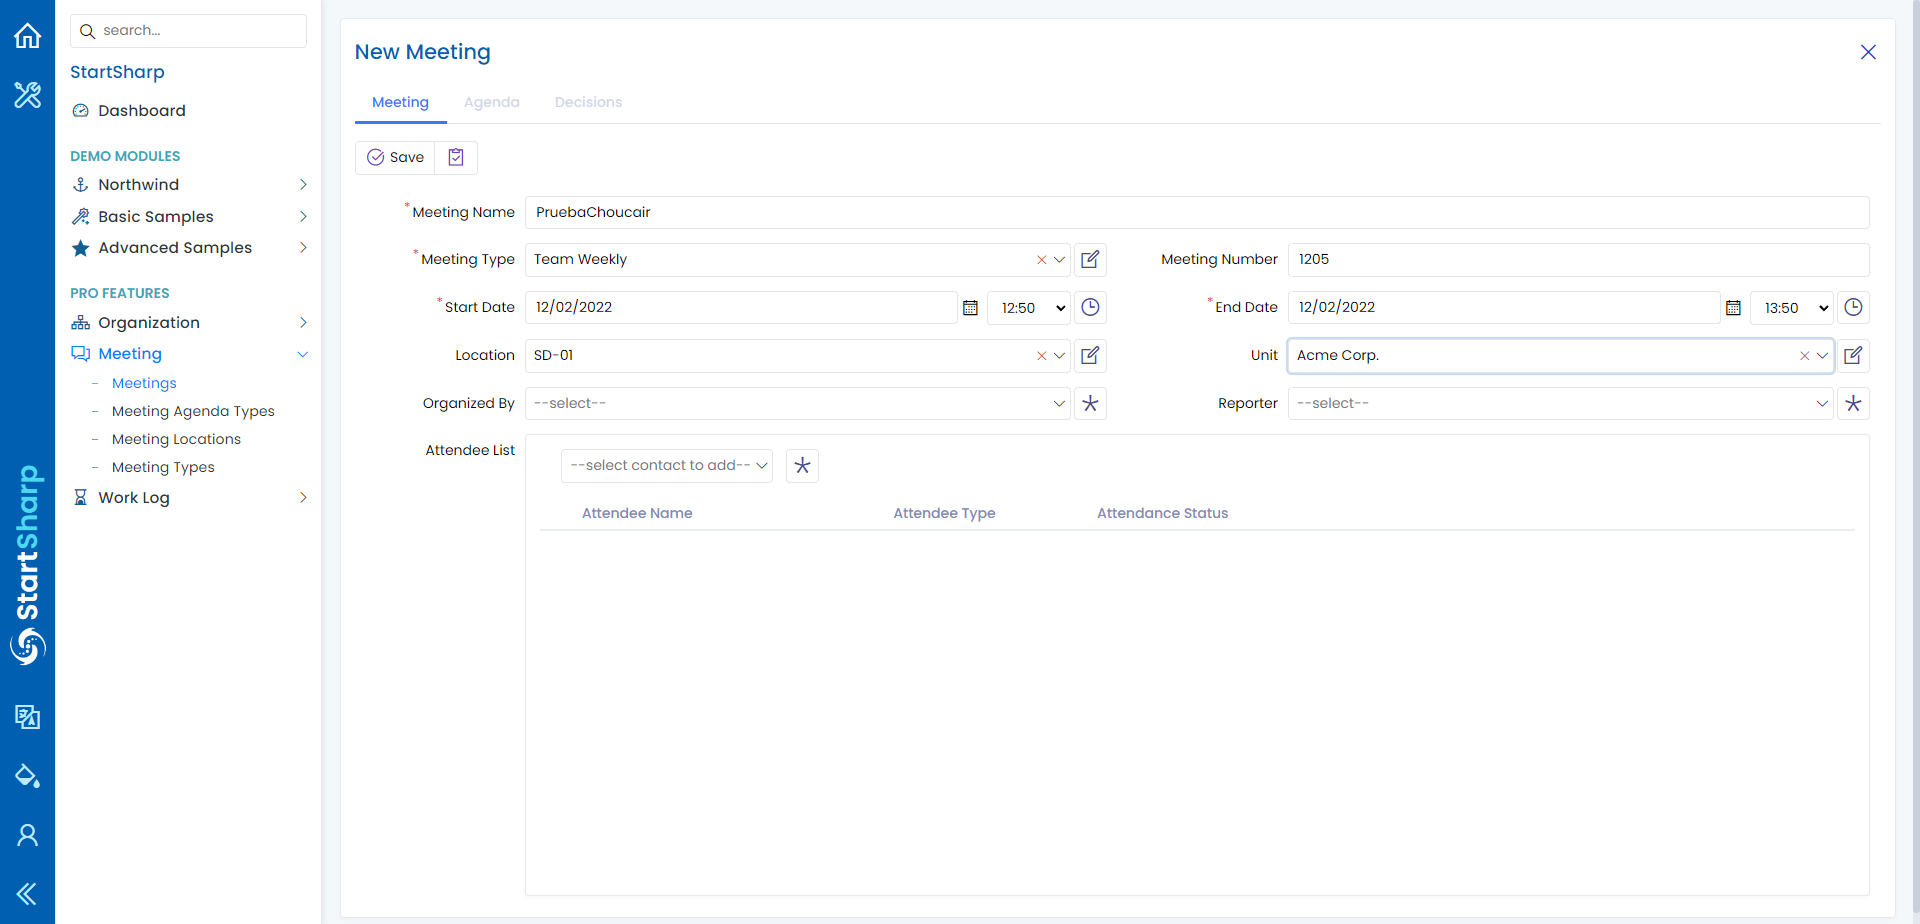 search...
StartSharp
Dashboard
DEMO MODULES
Northwind
Basic Samples
Advanced Samples
PRO FEATURES
Organization
Meeting
- Meetings
- Meeting Agenda Types
- Meeting Locations
- Meeting Types
Work Log
StartSharp
New Meeting
Meeting Agenda Decisions
Save
*Meeting Name PruebaChoucair
*Meeting Type Team Weekly Meeting Number 1205
*Start Date 12/02/2022 12:50 *End Date 12/02/2022 13:50
Location SD-01 Unit Acme Corp.
Organized By --select-- Reporter --select--
Attendee List
--select contact to add--
Attendee Name Attendee Type Attendance Status